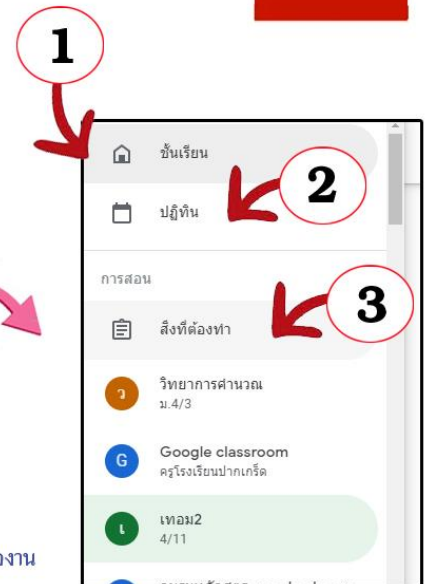 1
ชั้นเรียน
2
ปฏิทิน
การสอน
3
สิ่งที่ต้องทำ
ว
วิทยาการคำนวณ
ม.4/3
G
Google classroom
ครูโรงเรียนปากเกร็ด
เ
เทอม2
4/11